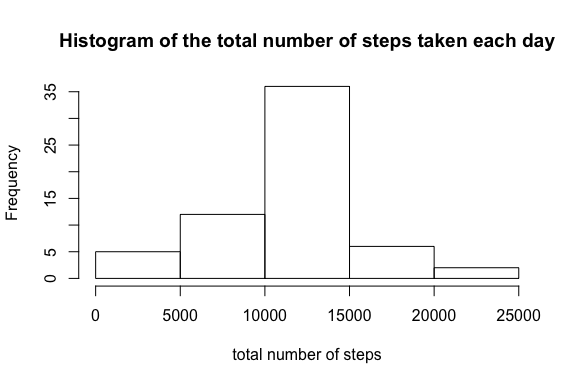 Histogram of the total number of steps taken each day
Frequency
35
25
15
5
0
0 5000 10000 15000 20000 25000
total number of steps